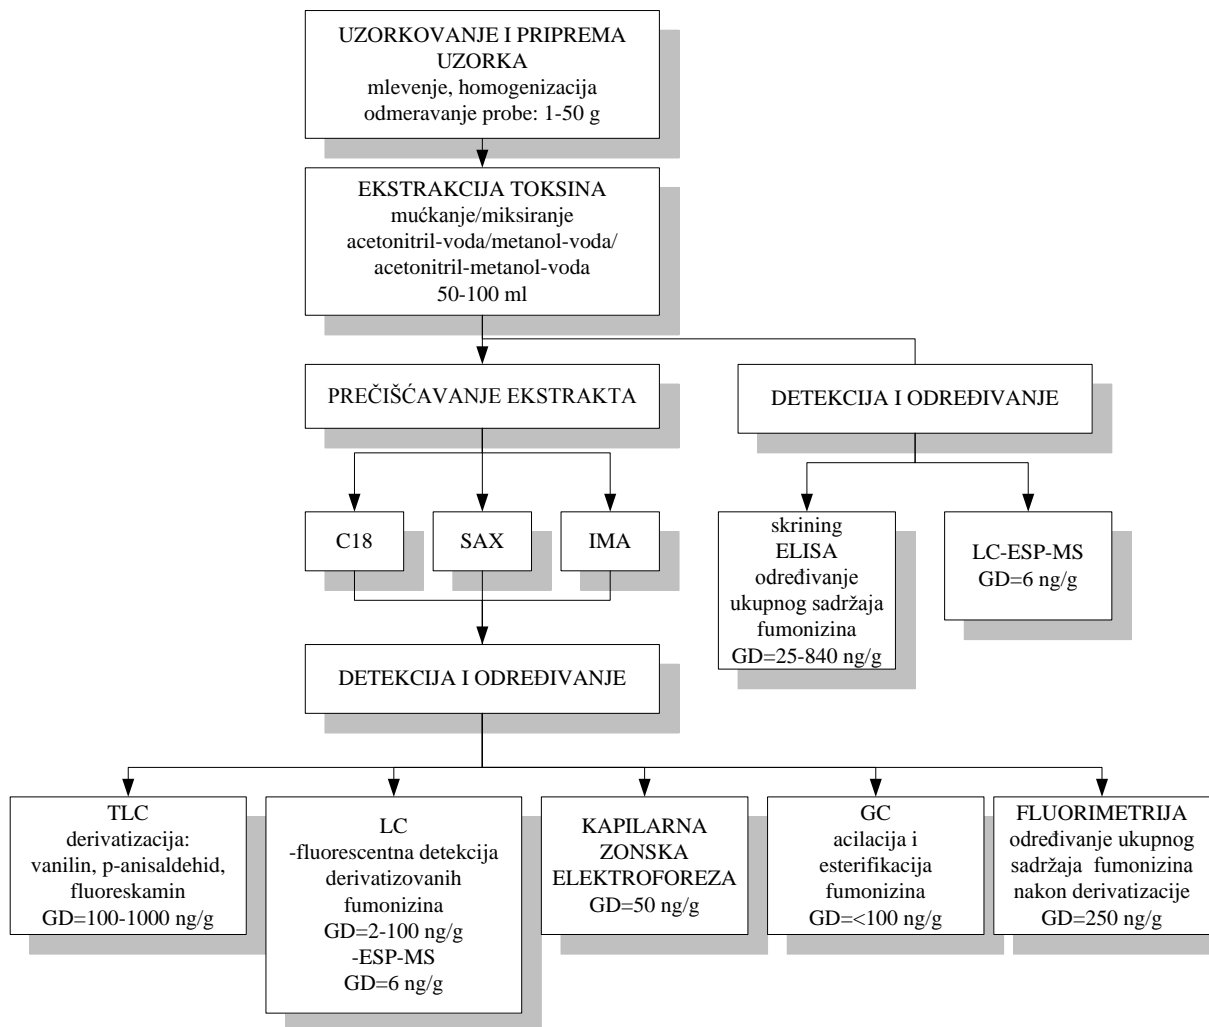 UZORKOVANJE I PRIPREMA
UZORKA
mlevenje, homogenizacija
odmeravanje probe: 1-50 g
EKSTRAKCIJA TOKSINA
mućkanje/miksiranje
acetonitril-voda/metanol-voda/
acetonitril-metanol-voda
50-100 ml
PREČIŠĆAVANJE EKSTRAKTA
DETEKCIJA I ODREĐIVANJE
C18
SAX
IMA
skrining
ELISA
određivanje
ukupnog sadržaja
fumonizina
GD=25-840 ng/g
LC-ESP-MS
GD=6 ng/g
DETEKCIJA I ODREĐIVANJE
TLC
derivatizacija:
vanilin, p-anisaldehid,
fluoreskamin
GD=100-1000 ng/g
LC
-fluorescentna detekcija
derivatizovanih
fumonizina
GD=2-100 ng/g
-ESP-MS
GD=6 ng/g
KAPILARNA
ZONSKA
ELEKTROFOREZA
GD=50 ng/g
GC
acilacija i
esterifikacija
fumonizina
GD=<100 ng/g
FLUORIMETRIJA
određivanje ukupnog
sadržaja fumonizina
nakon derivatizacije
GD=250 ng/g